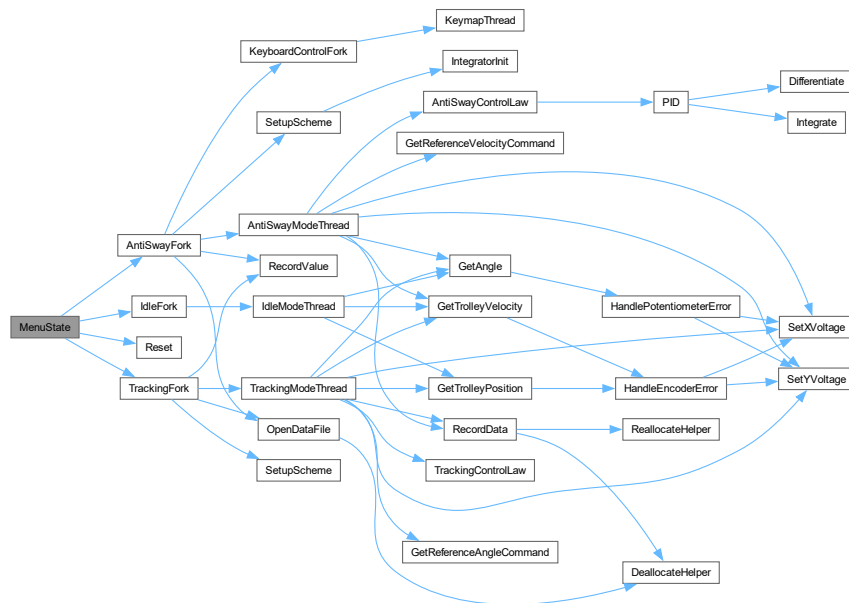 KeymapThread
KeyboardControlFork
IntegratorInit
Differentiate
AntiSwayControlLaw
PID
SetupScheme
Integrate
GetReferenceVelocityCommand
AntiSwayModeThread
AntiSwayFork
RecordValue
GetAngle
IdleFork
IdleModeThread
GetTrolleyVelocity
HandlePotentiometerError
MenuState
SetXVoltage
Reset
TrackingFork
TrackingModeThread
GetTrolleyPosition
HandleEncoderError
SetYVoltage
OpenDataFile
RecordData
ReallocateHelper
SetupScheme
TrackingControlLaw
GetReferenceAngleCommand
DeallocateHelper